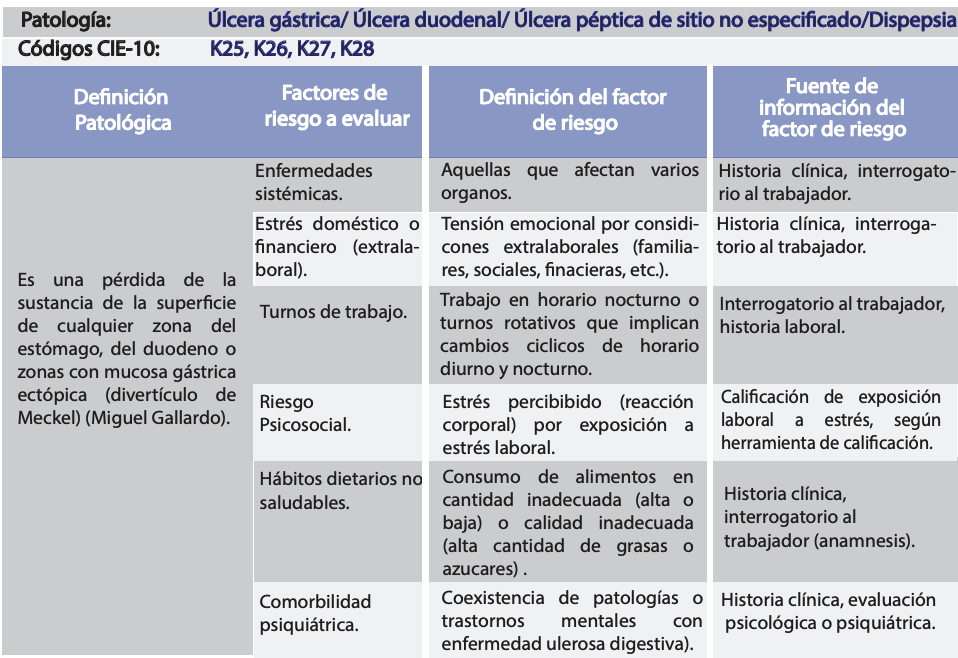 Patología: Úlcera gástrica/ Úlcera duodenal/ Úlcera péptica de sitio no especificado/Dispepsia
Códigos CIE-10: K25, K26, K27, K28
Definición
Patológica
Factores de
riesgo a evaluar
Definición del factor
de riesgo
Fuente de
información del
factor de riesgo
Es una pérdida de la
sustancia de la superficie
de cualquier zona del
estómago, del duodeno o
zonas con mucosa gástrica
ectópica (divertículo de
Meckel) (Miguel Gallardo).
Enfermedades
sistémicas.
Aquellas que afectan varios
organos.
Historia clínica, interrogato-
rio al trabajador.
Estrés doméstico o
financiero (extrala-
boral).
Tensión emocional por considi-
cones extralaborales (familia-
res, sociales, finacieras, etc.).
Historia clínica, interroga-
torio al trabajador.
Turnos de trabajo.
Trabajo en horario nocturno o
turnos rotativos que implican
cambios ciclicos de horario
diurno y nocturno.
Interrogatorio al trabajador,
historia laboral.
Riesgo
Psicosocial.
Estrés percibibido (reacción
corporal) por exposición a
estrés laboral.
Calificación de exposición
laboral a estrés, según
herramienta de calificación.
Hábitos dietarios no
saludables.
Consumo de alimentos en
cantidad inadecuada (alta o
baja) o calidad inadecuada
(alta cantidad de grasas o
azucares) .
Historia clínica,
interrogatorio al
trabajador (anamnesis).
Comorbilidad
psiquiátrica.
Coexistencia de patologías o
trastornos mentales con
enfermedad ulerosa digestiva).
Historia clínica, evaluación
psicológica o psiquiátrica.